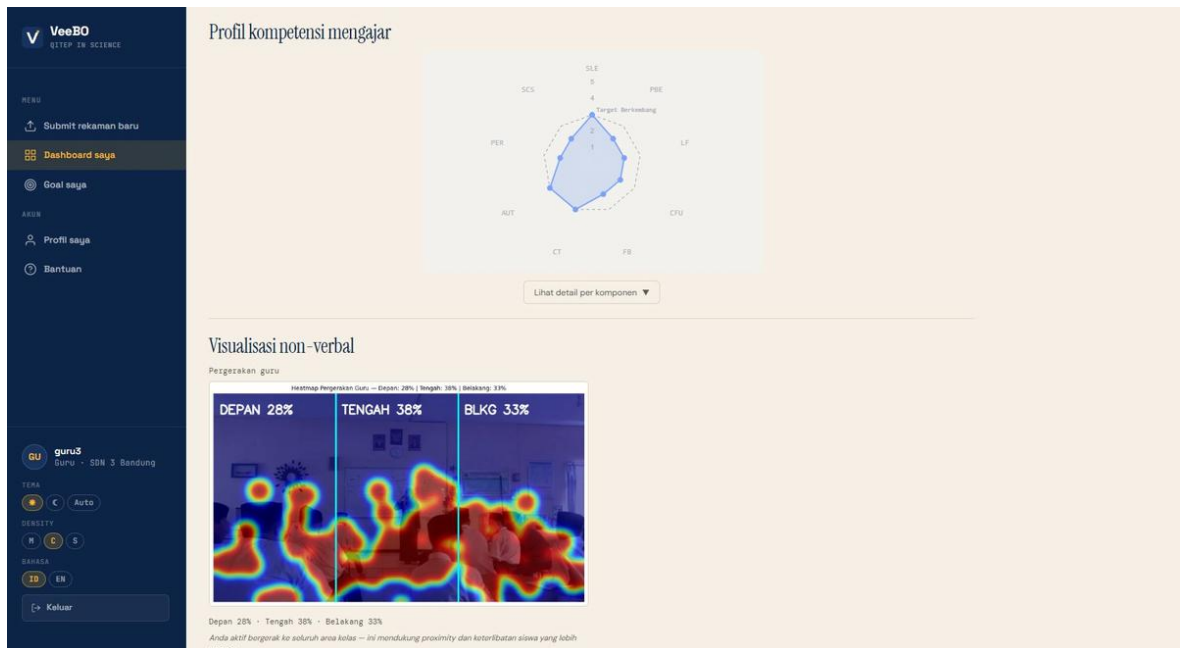 VeeBO
QITEP IN SCIENCE
MENU
Submit rekaman baru
Dashboard saya
Goal saya
AKUN
Profil saya
Bantuan
GU
guru3
Guru · SDN 3 Bandung
TEMA
Auto
DENSITY
M C S
BAHASA
ID EN
Keluar
Profil kompetensi mengajar
SLE
5
SCS
PBE
4
Target Berkembang
2
PER
LF
1
AUT
CFU
CT
FB
Lihat detail per komponen ▼
Visualisasi non-verbal
Pergerakan guru
Heatmap Pergerakan Guru — Depan: 28% | Tengah: 38% | Belakang: 33%
DEPAN 28% TENGAH 38% BLKG 33%
Depan 28% · Tengah 38% · Belakang 33%
Anda aktif bergerak ke seluruh area kelas — ini mendukung proximity dan keterlibatan siswa yang lebih